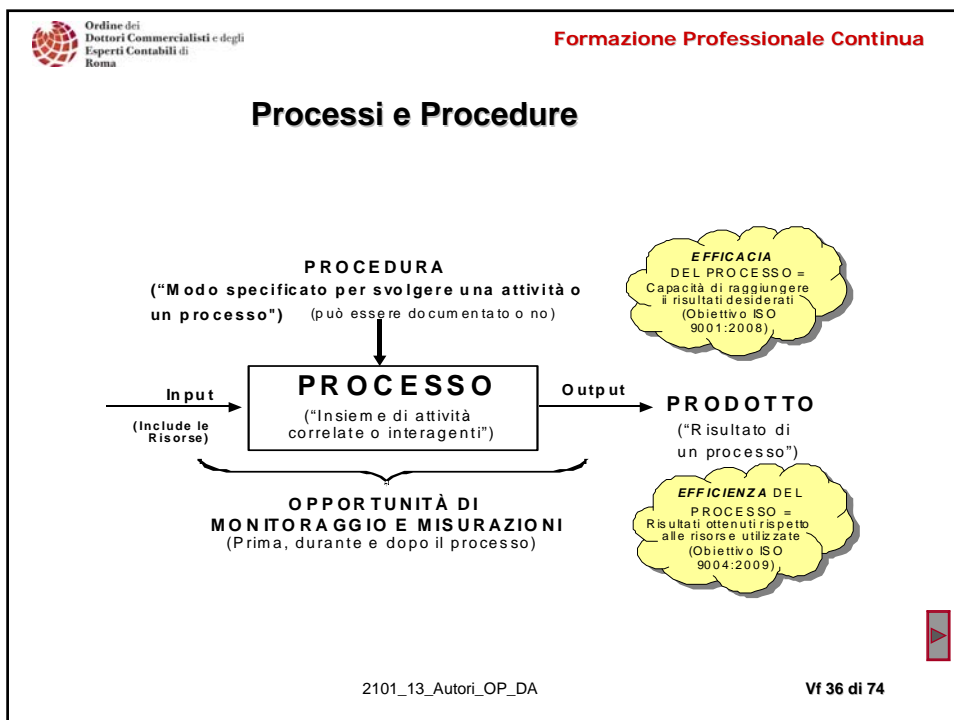 Ordine dei
Dottori Commercialisti e degli
Esperti Contabili di
Roma
Formazione Professionale Continua
Processi e Procedure
PROCEDURA
(“Modo specificato per svolgere una attività o
un processo") (può essere documentato o no)
EFFICACIA
DEL PROCESSO =
Capacità di raggiungere
ii risultati desiderati
(Obiettivo ISO
9001:2008)
Input
(Include le
Risorse)
PROCESSO
(“Insieme di attività
correlate o interagenti”)
Output
PRODOTTO
(“Risultato di
un processo”)
OPPORTUNITÀ DI
MONITORAGGIO E MISURAZIONI
(Prima, durante e dopo il processo)
EFFICIENZA DEL
PROCESSO =
Risultati ottenuti rispetto
alle risorse utilizzate
(Obiettivo ISO
9004:2009)
2101_13_Autori_OP_DA
Vf 36 di 74